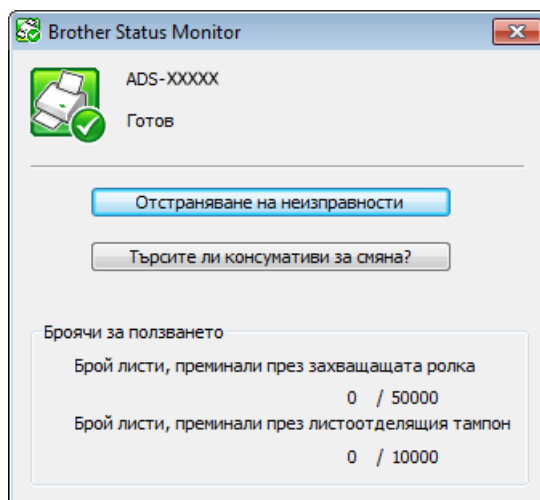 Brother Status Monitor
ADS-XXXXX
Готов
Отстраняване на неизправности
Търсите ли консумативи за смяна?
Броячи за ползването
Брой листи, преминали през захващащата ролка
0 / 50000
Брой листи, преминали през листоотделящия тампон
0 / 10000